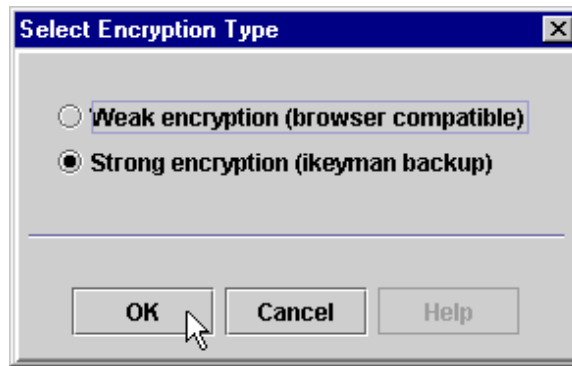 Select Encryption Type
Weak encryption (browser compatible)
Strong encryption (ikeyman backup)
OK Cancel Help